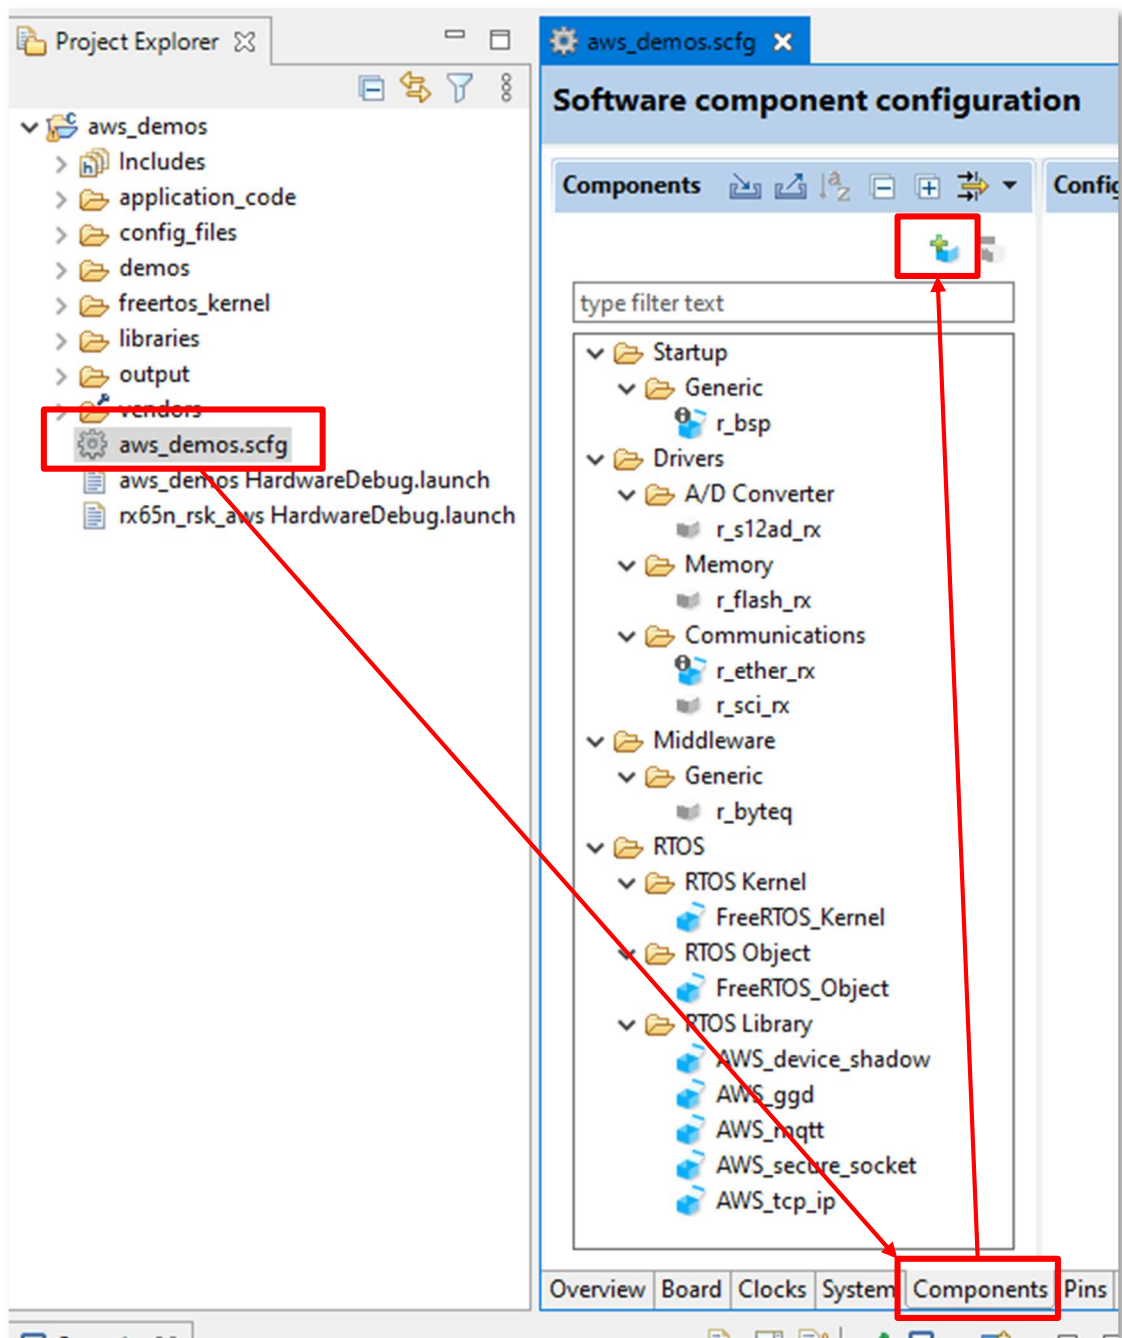 Project Explorer
aws_demos
Includes
application_code
config_files
demos
freertos_kernel
libraries
output
vendors
aws_demos.scfg
aws_demos HardwareDebug.launch
rx65n_rsk_aws HardwareDebug.launch
aws_demos.scfg
Software component configuration
Components
Config
type filter text
Startup
Generic
r_bsp
Drivers
A/D Converter
r_s12ad_rx
Memory
r_flash_rx
Communications
r_ether_rx
r_sci_rx
Middleware
Generic
r_byteq
RTOS
RTOS Kernel
FreeRTOS_Kernel
RTOS Object
FreeRTOS_Object
RTOS Library
AWS_device_shadow
AWS_ggd
AWS_mqtt
AWS_secure_socket
AWS_tcp_ip
Overview Board Clocks System Components Pins